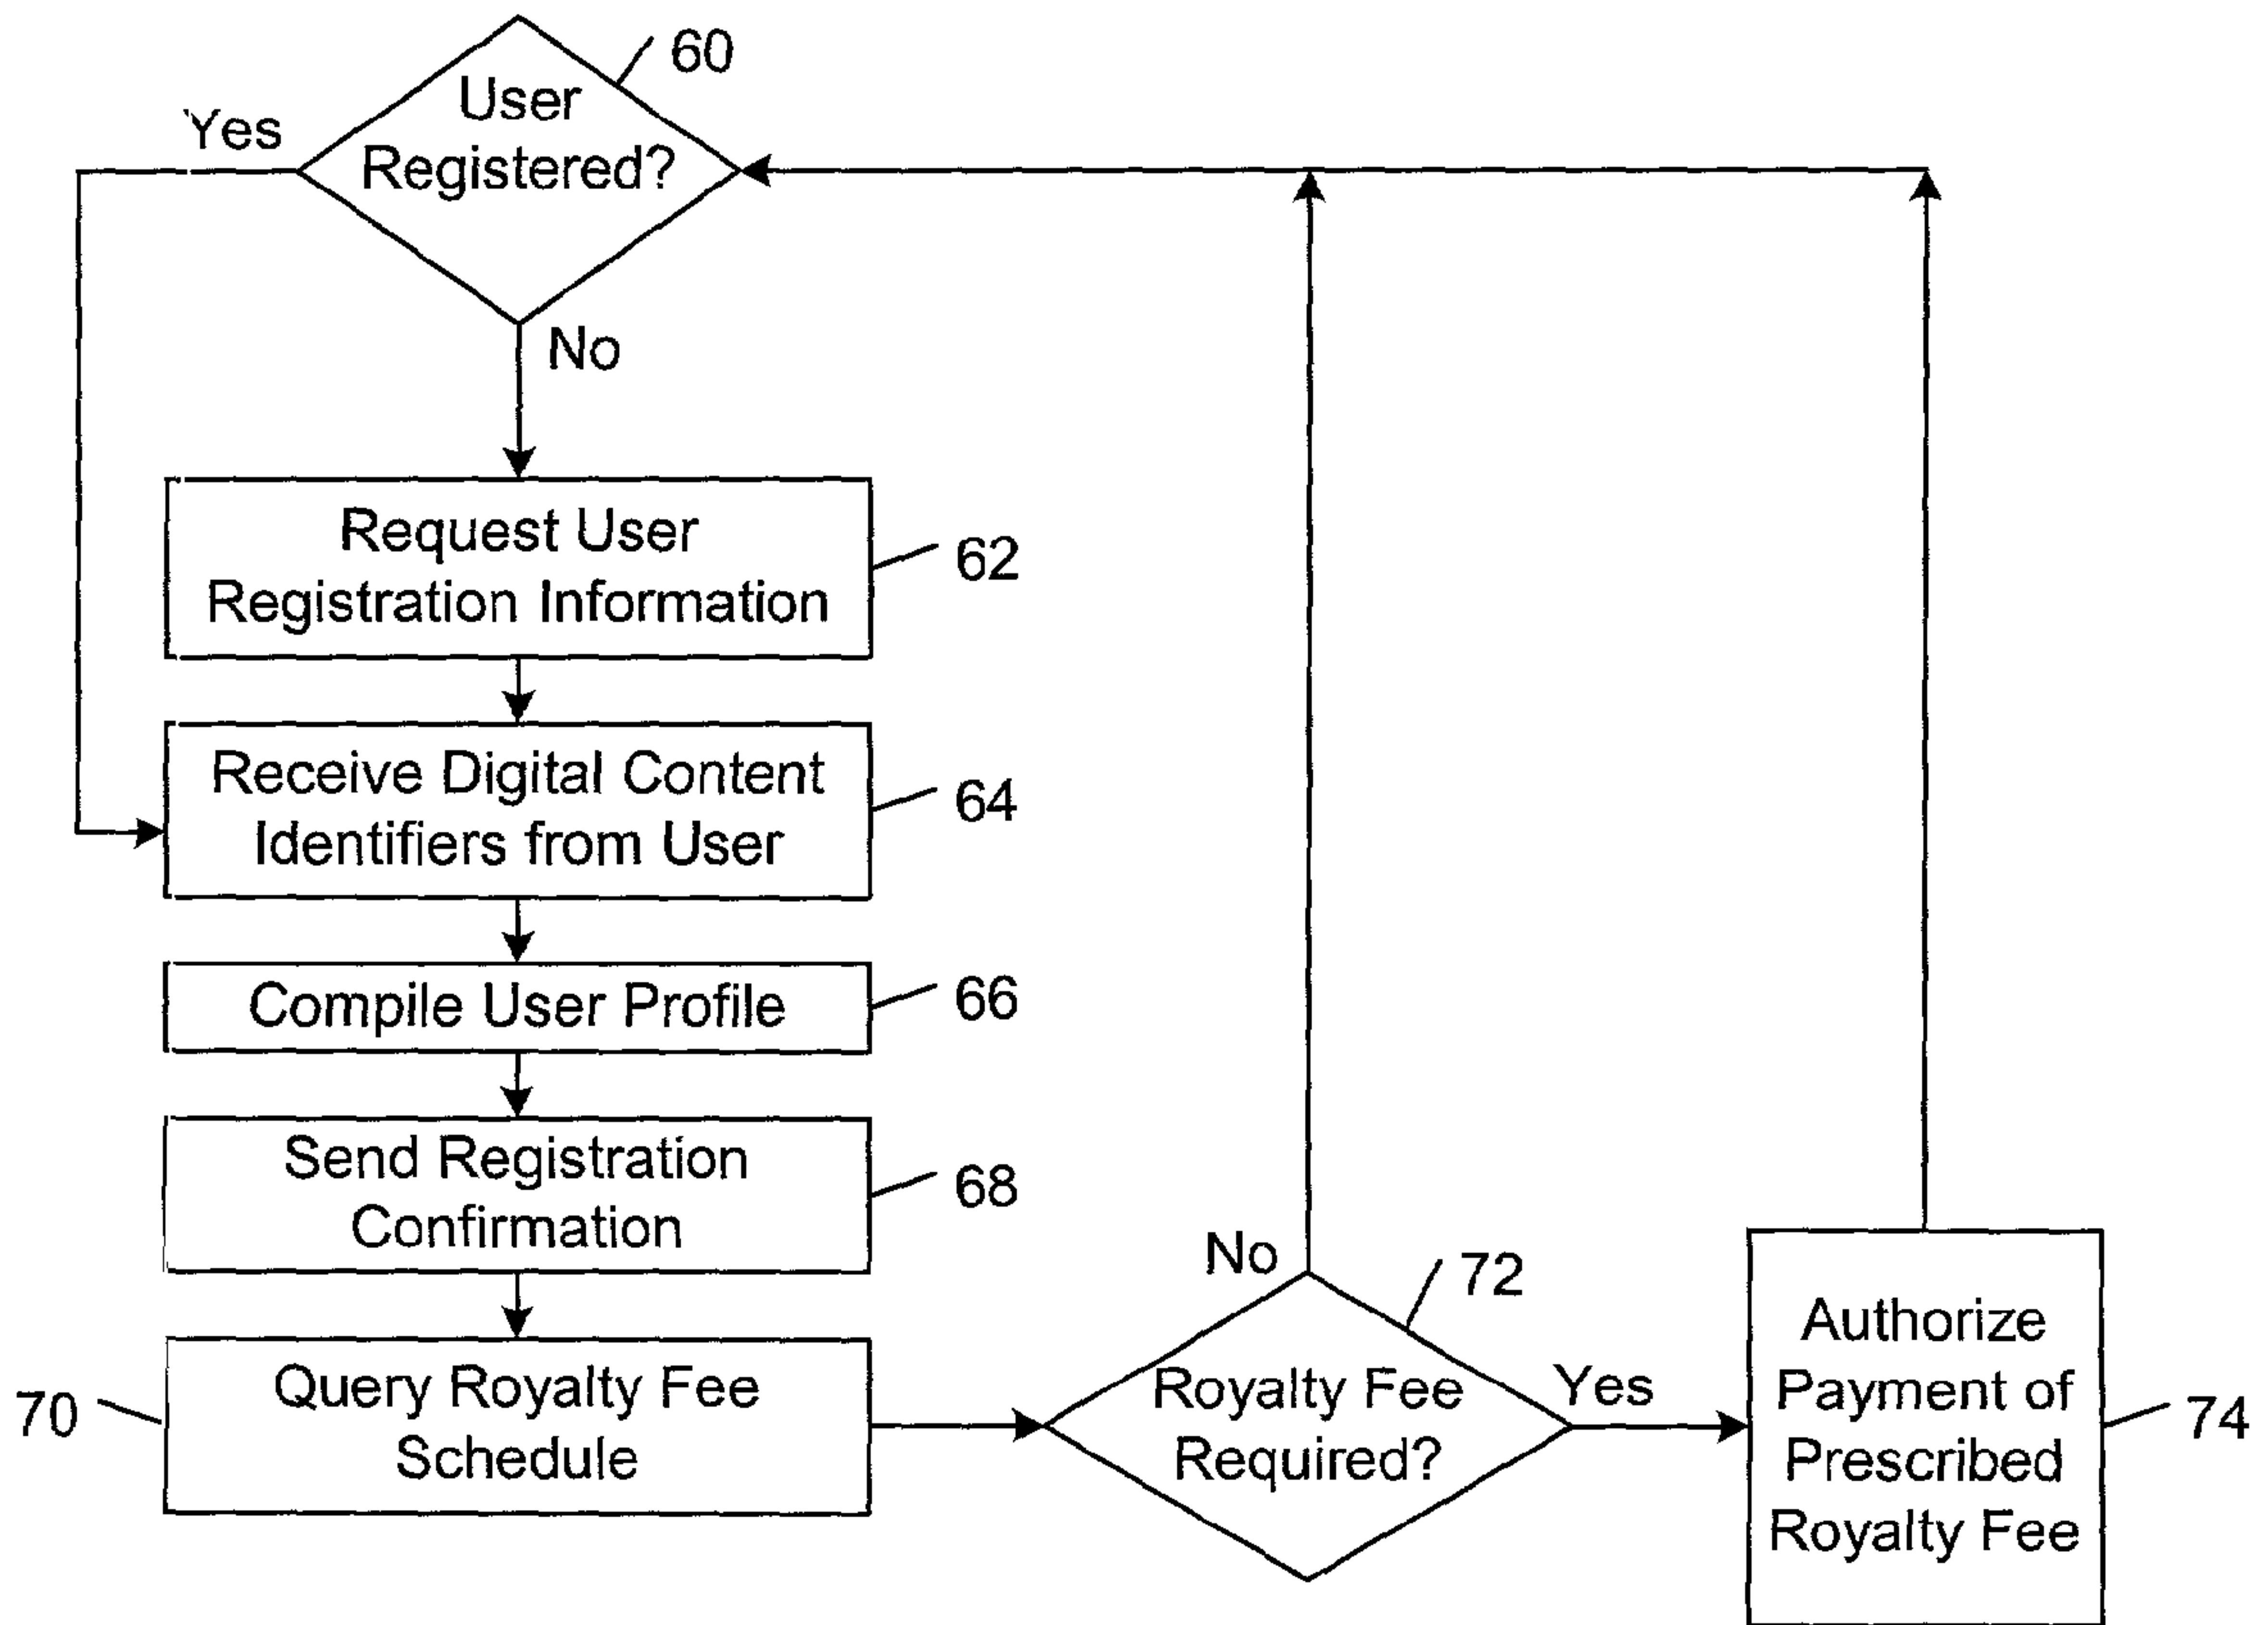 60
User
Registered?
Yes
No
Request User
Registration Information
62
Receive Digital Content
Identifiers from User
64
Compile User Profile
66
Send Registration
Confirmation
68
Query Royalty Fee
Schedule
70
Royalty Fee
Required?
72
No
Yes
Authorize
Payment of
Prescribed
Royalty Fee
74